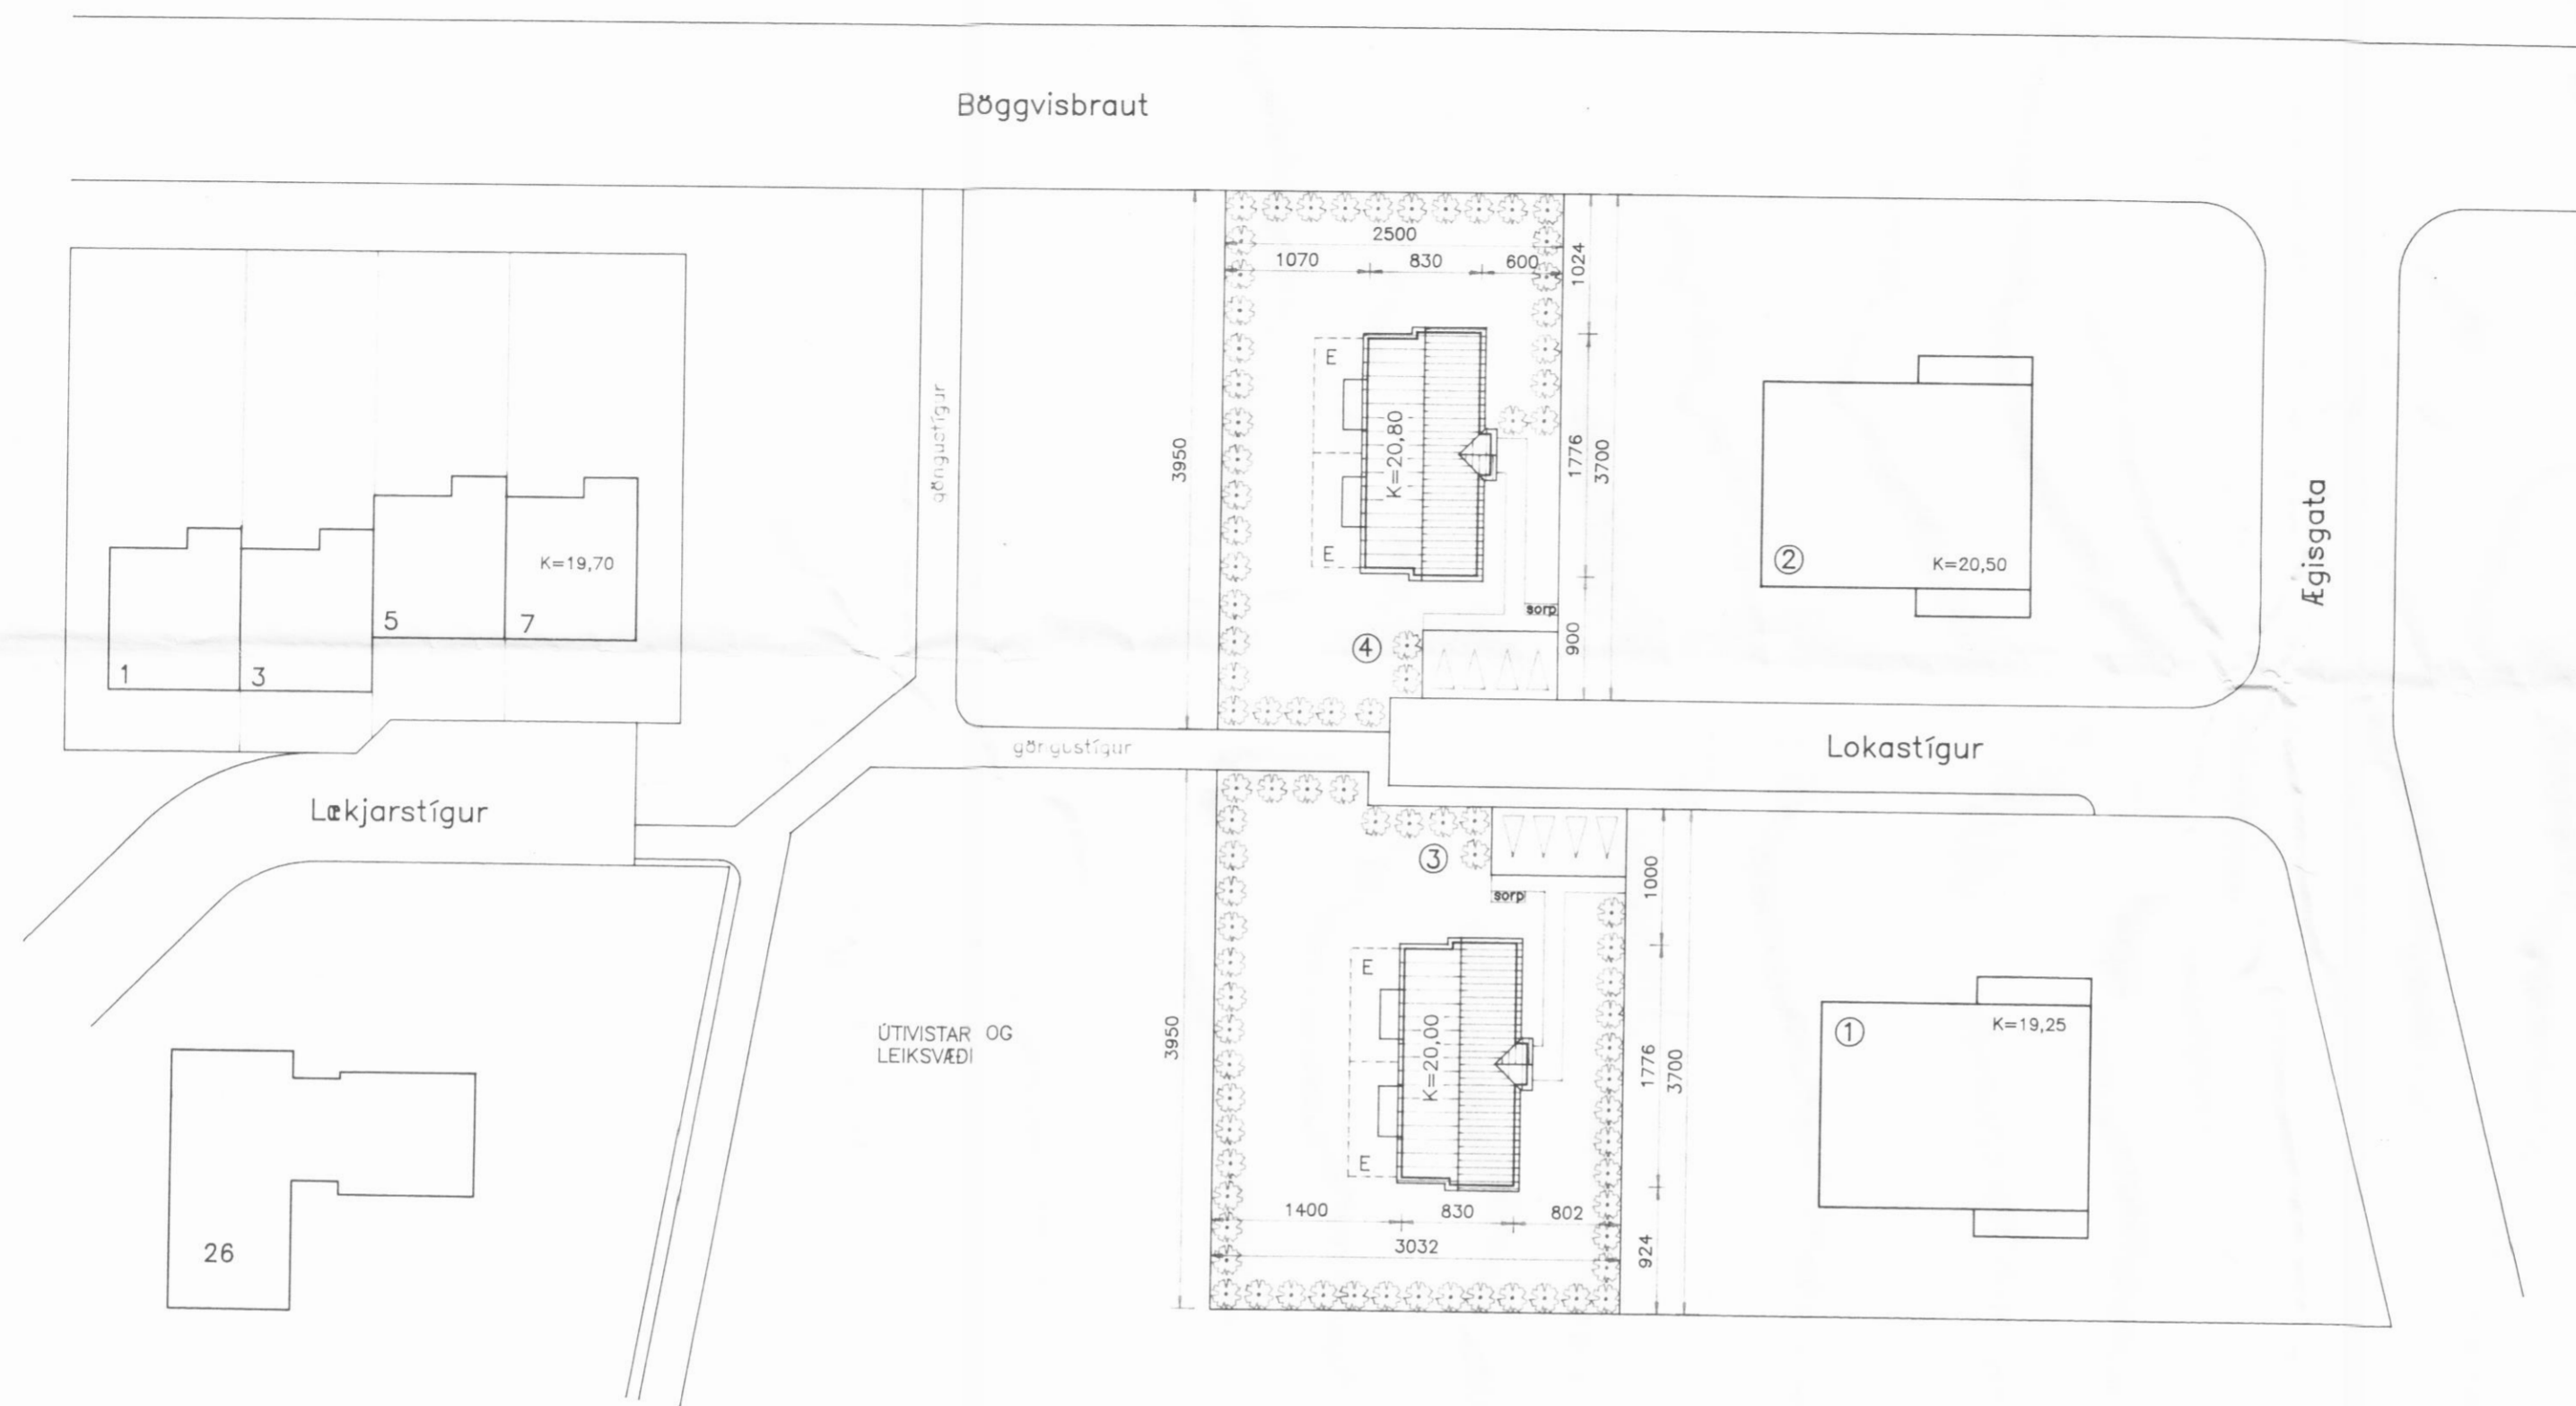 Böggvisbraut
2500
1070
830
600
1024
E
göngustígur
K=20,80
3950
1776
3700
E
K=19,70
②
K=20,50
Ægisgata
sorp
5
7
④
900
1
3
göngustígur
Lokastígur
Lækjarstígur
③
1000
sorp
E
ÚTIVISTAR OG
LEIKSVÆÐI
3950
K=20,00
①
K=19,25
1776
3700
E
1400
830
802
3032
924
26